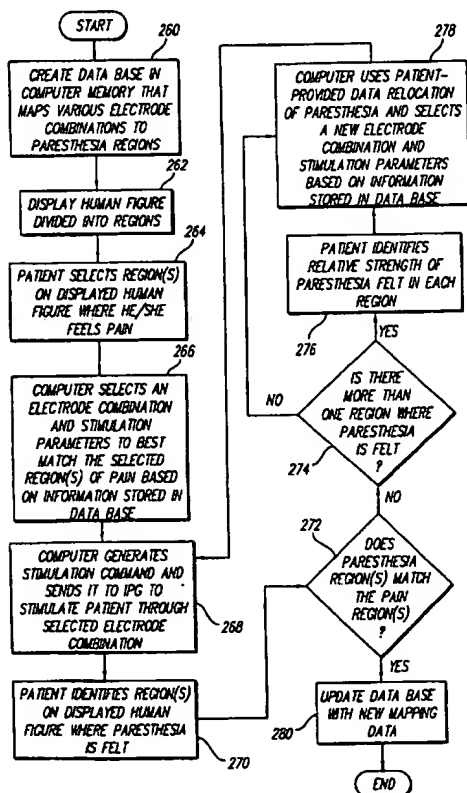 START
260
CREATE DATA BASE IN
COMPUTER MEMORY THAT
MAPS VARIOUS ELECTRODE
COMBINATIONS TO
PARESTHESIA REGIONS
262
DISPLAY HUMAN FIGURE
DIVIDED INTO REGIONS
264
PATIENT SELECTS REGION(S)
ON DISPLAYED HUMAN
FIGURE WHERE HE/SHE
FEELS PAIN
266
COMPUTER SELECTS AN
ELECTRODE COMBINATION
AND STIMULATION
PARAMETERS TO BEST
MATCH THE SELECTED
REGION(S) OF PAIN BASED
ON INFORMATION STORED IN
DATA BASE
COMPUTER GENERATES
STIMULATION COMMAND AND
SENDS IT TO IPG TO
STIMULATE PATIENT THROUGH
SELECTED ELECTRODE
COMBINATION
268
PATIENT IDENTIFIES REGION(S)
ON DISPLAYED HUMAN
FIGURE WHERE PARESTHESIA
IS FELT
270
278
COMPUTER USES PATIENT-
PROVIDED DATA RELOCATION
OF PARESTHESIA AND SELECTS
A NEW ELECTRODE
COMBINATION AND
STIMULATION PARAMETERS
BASED ON INFORMATION
STORED IN DATA BASE
PATIENT IDENTIFIES
RELATIVE STRENGTH OF
PARESTHESIA FELT IN EACH
REGION
276
YES
NO
IS THERE
MORE THAN
ONE REGION WHERE
PARESTHESIA
IS FELT
?
274
NO
272
DOES
PARESTHESIA
REGION(S) MATCH
THE PAIN
REGION(S)
?
YES
UPDATE DATA BASE
WITH NEW MAPPING
DATA
280
END